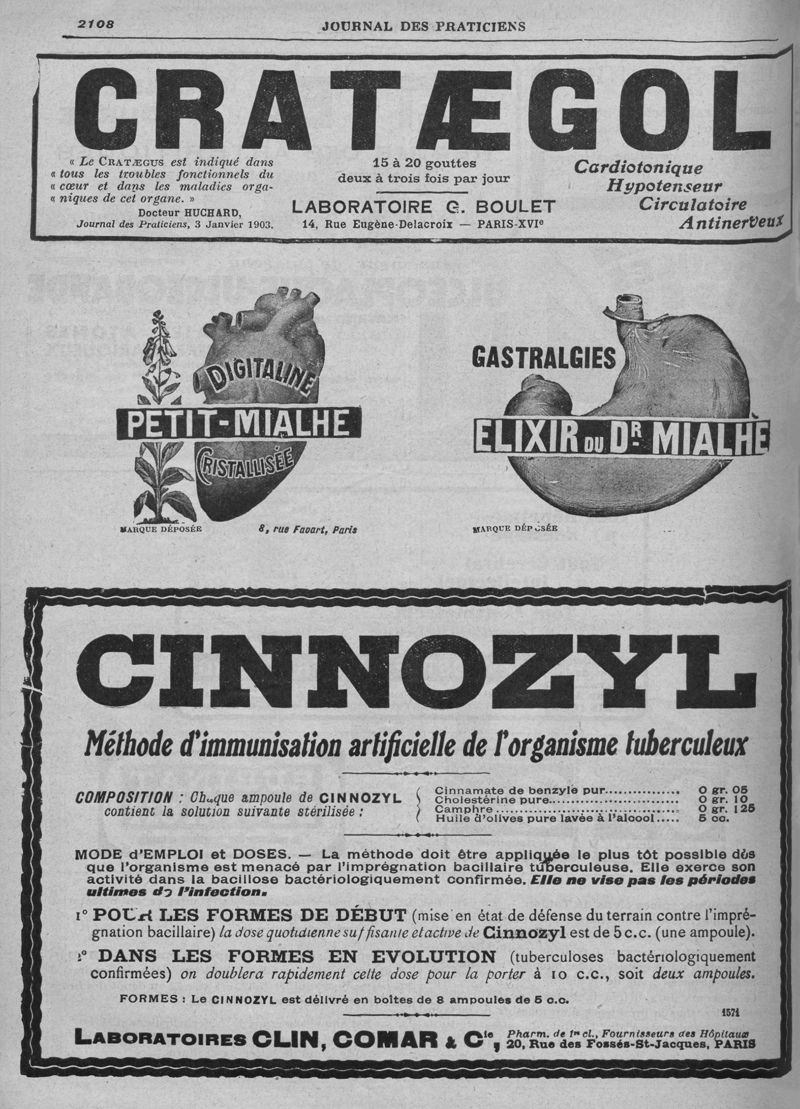 2108
JOURNAL DES PRATICIENS
CRATÆGOL
« Le CRATÆGUS est indiqué dans
« tous les troubles fonctionnels du
« cœur et dans les maladies orga-
« niques de cet organe. »
Docteur HUCHARD,
Journal des Praticiens, 3 Janvier 1903.
15 à 20 gouttes
deux à trois fois par jour
LABORATOIRE G. BOULET
14, Rue Eugène-Delacroix — PARIS-XVIe
Cardiotonique
Hypotenseur
Circulatoire
Antinerveux
DIGITALINE
PETIT-MIALHE
CRISTALLISÉE
MARQUE DÉPOSÉE
8, rue Favart, Paris
GASTRALGIES
ELIXIR DU DR MIALHE
MARQUE DÉPOSÉE
CINNOZYL
Méthode d'immunisation artificielle de l'organisme tuberculeux
COMPOSITION : Chaque ampoule de CINNOZYL
contient la solution suivante stérilisée :
Cinnamate de benzyle pur............... 0 gr. 05
Cholestérine pure........................... 0 gr. 10
Camphre....................................... 0 gr. 125
Huile d'olives pure lavée à l'alcool..... 5 cc.
MODE d'EMPLOI et DOSES. — La méthode doit être appliquée le plus tôt possible dès
que l'organisme est menacé par l'imprégnation bacillaire tuberculeuse. Elle exerce son
activité dans la bacillose bactériologiquement confirmée. Elle ne vise pas les périodes
ultimes de l'infection.
1° POUR LES FORMES DE DÉBUT (mise en état de défense du terrain contre l'impré-
gnation bacillaire) la dose quotidienne suffisante et active de Cinnozyl est de 5 c.c. (une ampoule).
2° DANS LES FORMES EN EVOLUTION (tuberculoses bactériologiquement
confirmées) on doublera rapidement cette dose pour la porter à 10 c.c., soit deux ampoules.
FORMES : Le CINNOZYL est délivré en boîtes de 8 ampoules de 5 c.c.
1571
LABORATOIRES CLIN, COMAR & Cie,
Pharm. de 1re cl., Fournisseurs des Hôpitaux
20, Rue des Fossés-St-Jacques, PARIS